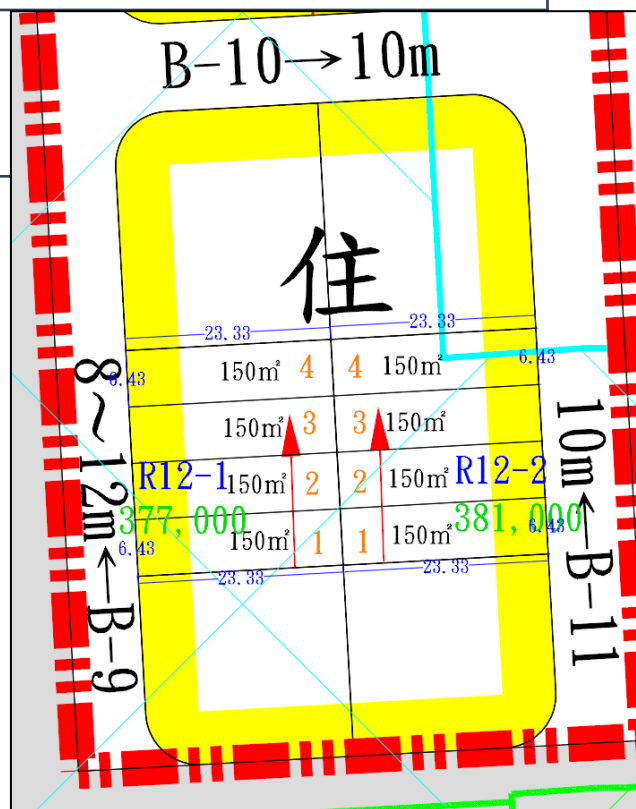 B-10→10m
住
23.33
23.33
150㎡ 4 4 150㎡
6.43
6.43
150㎡ 3 3 150㎡
R12-1
150㎡ 2 2 150㎡
R12-2
377,000
381,000
150㎡ 1 1 150㎡
6.43
6.43
23.33
23.33
8~12m←B-9
10m←B-11